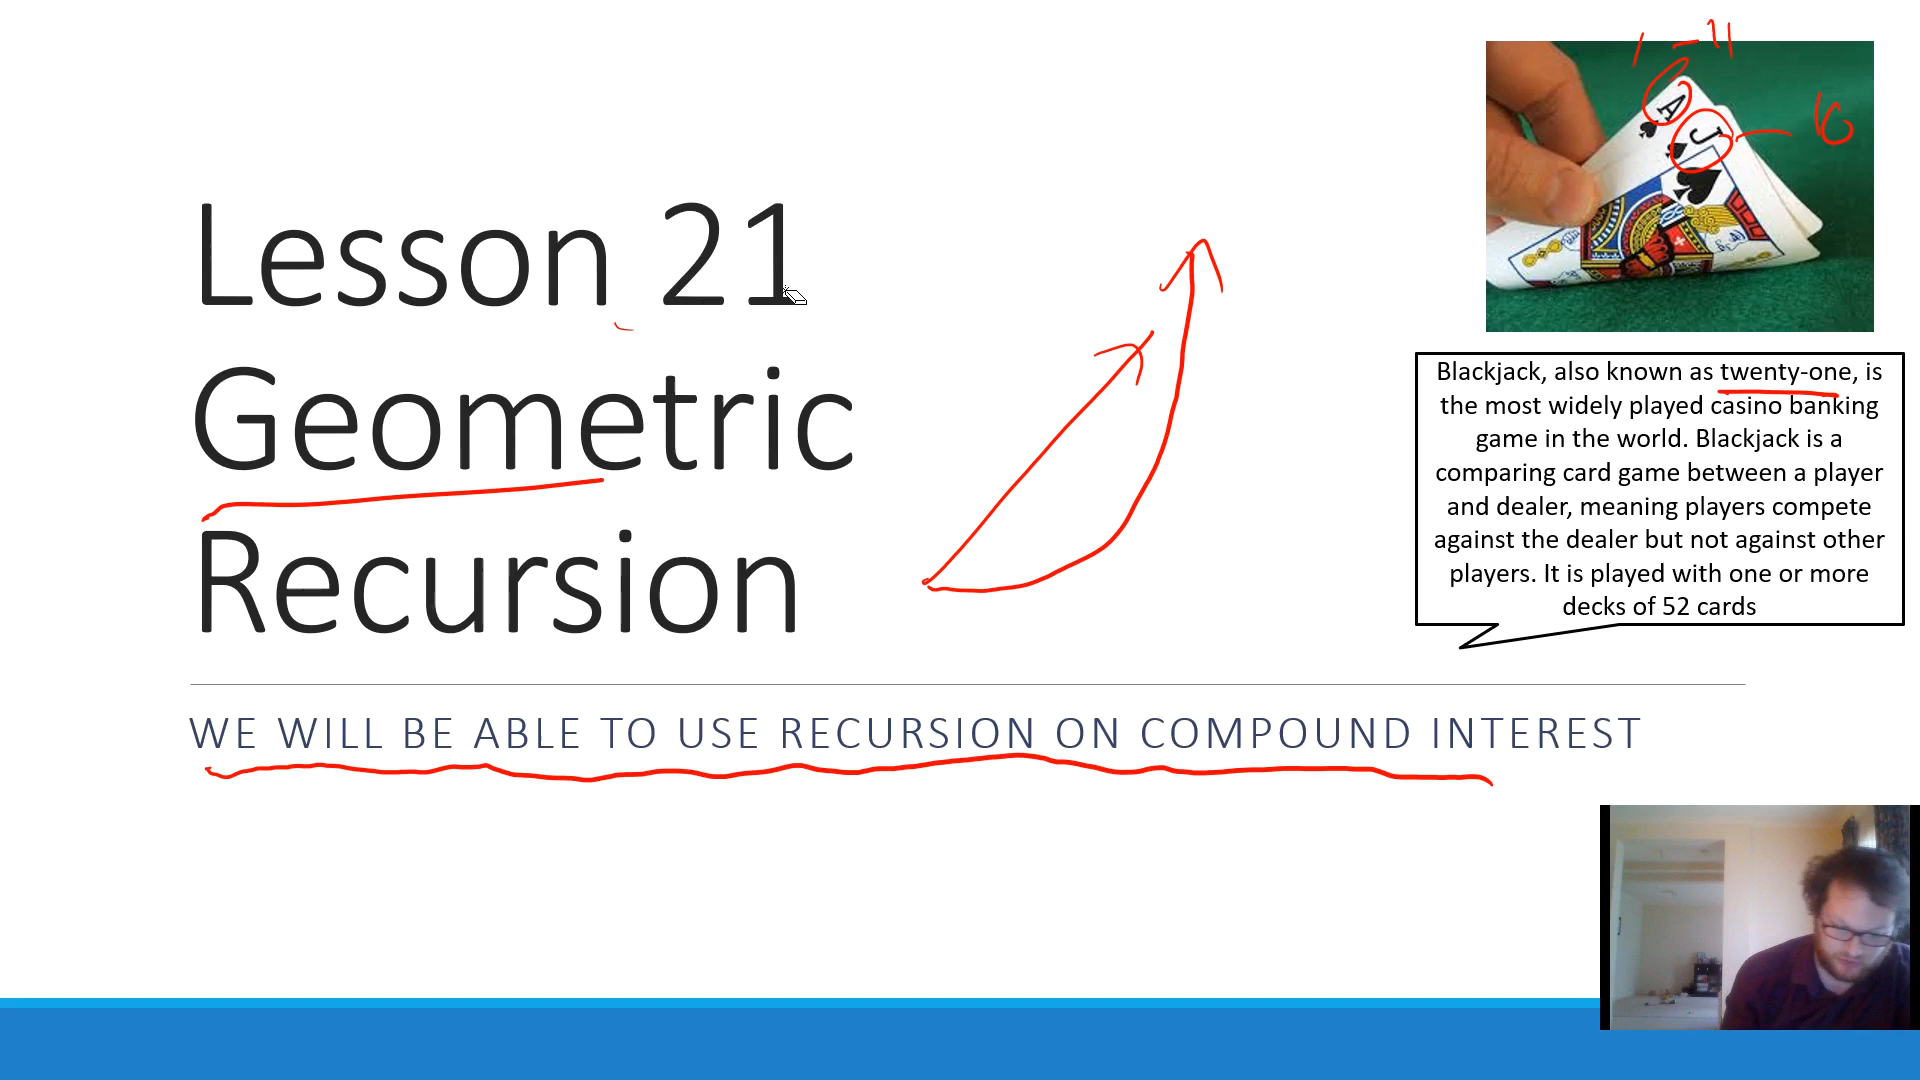 Lesson 21
Geometric
Recursion
WE WILL BE ABLE TO USE RECURSION ON COMPOUND INTEREST
1 - 11
A
J
10
Blackjack, also known as twenty-one, is
the most widely played casino banking
game in the world. Blackjack is a
comparing card game between a player
and dealer, meaning players compete
against the dealer but not against other
players. It is played with one or more
decks of 52 cards